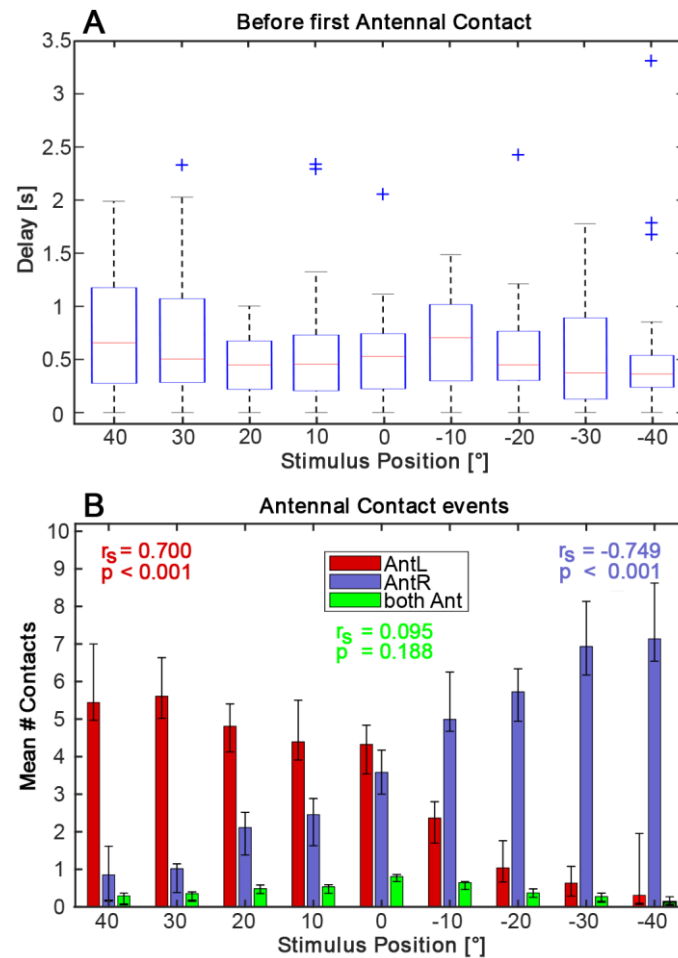 A Before first Antennal Contact
3.5
3
2.5
2
1.5
1
0.5
0
Delay [s]
40 30 20 10 0 -10 -20 -30 -40
Stimulus Position [°]
B Antennal Contact events
10
9
8
7
6
5
4
3
2
1
0
Mean # Contacts
rs = 0.700
p < 0.001
AntL
AntR
both Ant
rs = 0.095
p = 0.188
rs = -0.749
p < 0.001
40 30 20 10 0 -10 -20 -30 -40
Stimulus Position [°]